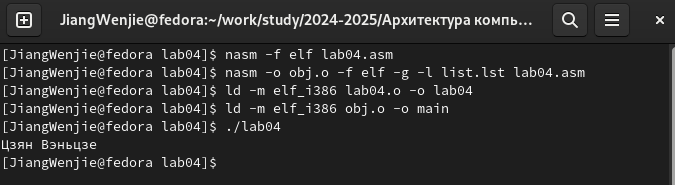 JiangWenjie@fedora:~/work/study/2024-2025/Архитектура компь-...
[JiangWenjie@fedora lab04]$ nasm -f elf lab04.asm
[JiangWenjie@fedora lab04]$ nasm -o obj.o -f elf -g -l list.lst lab04.asm
[JiangWenjie@fedora lab04]$ ld -m elf_i386 lab04.o -o lab04
[JiangWenjie@fedora lab04]$ ld -m elf_i386 obj.o -o main
[JiangWenjie@fedora lab04]$ ./lab04
Цзян Вэньцзе
[JiangWenjie@fedora lab04]$